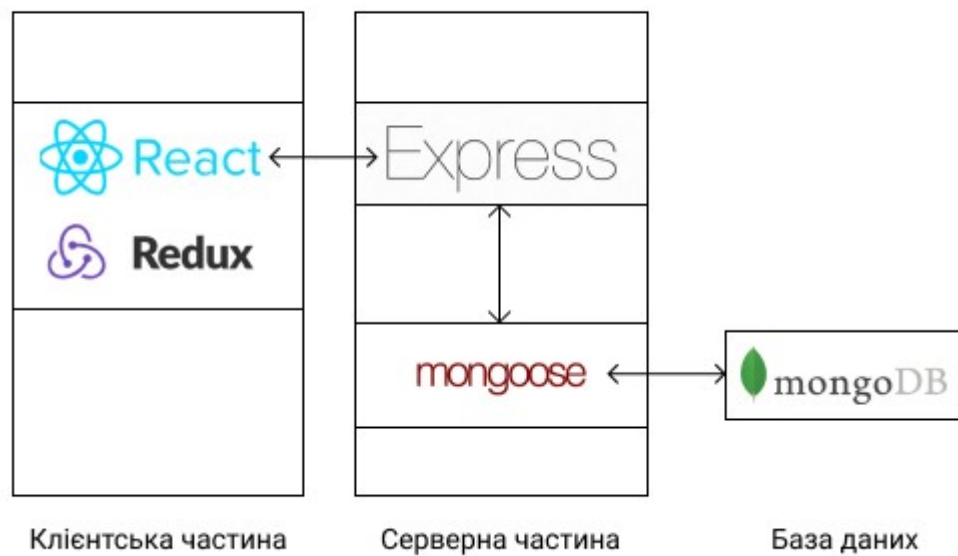 React
Redux
Express
mongoose
mongoDB
Клієнтська частина
Серверна частина
База даних